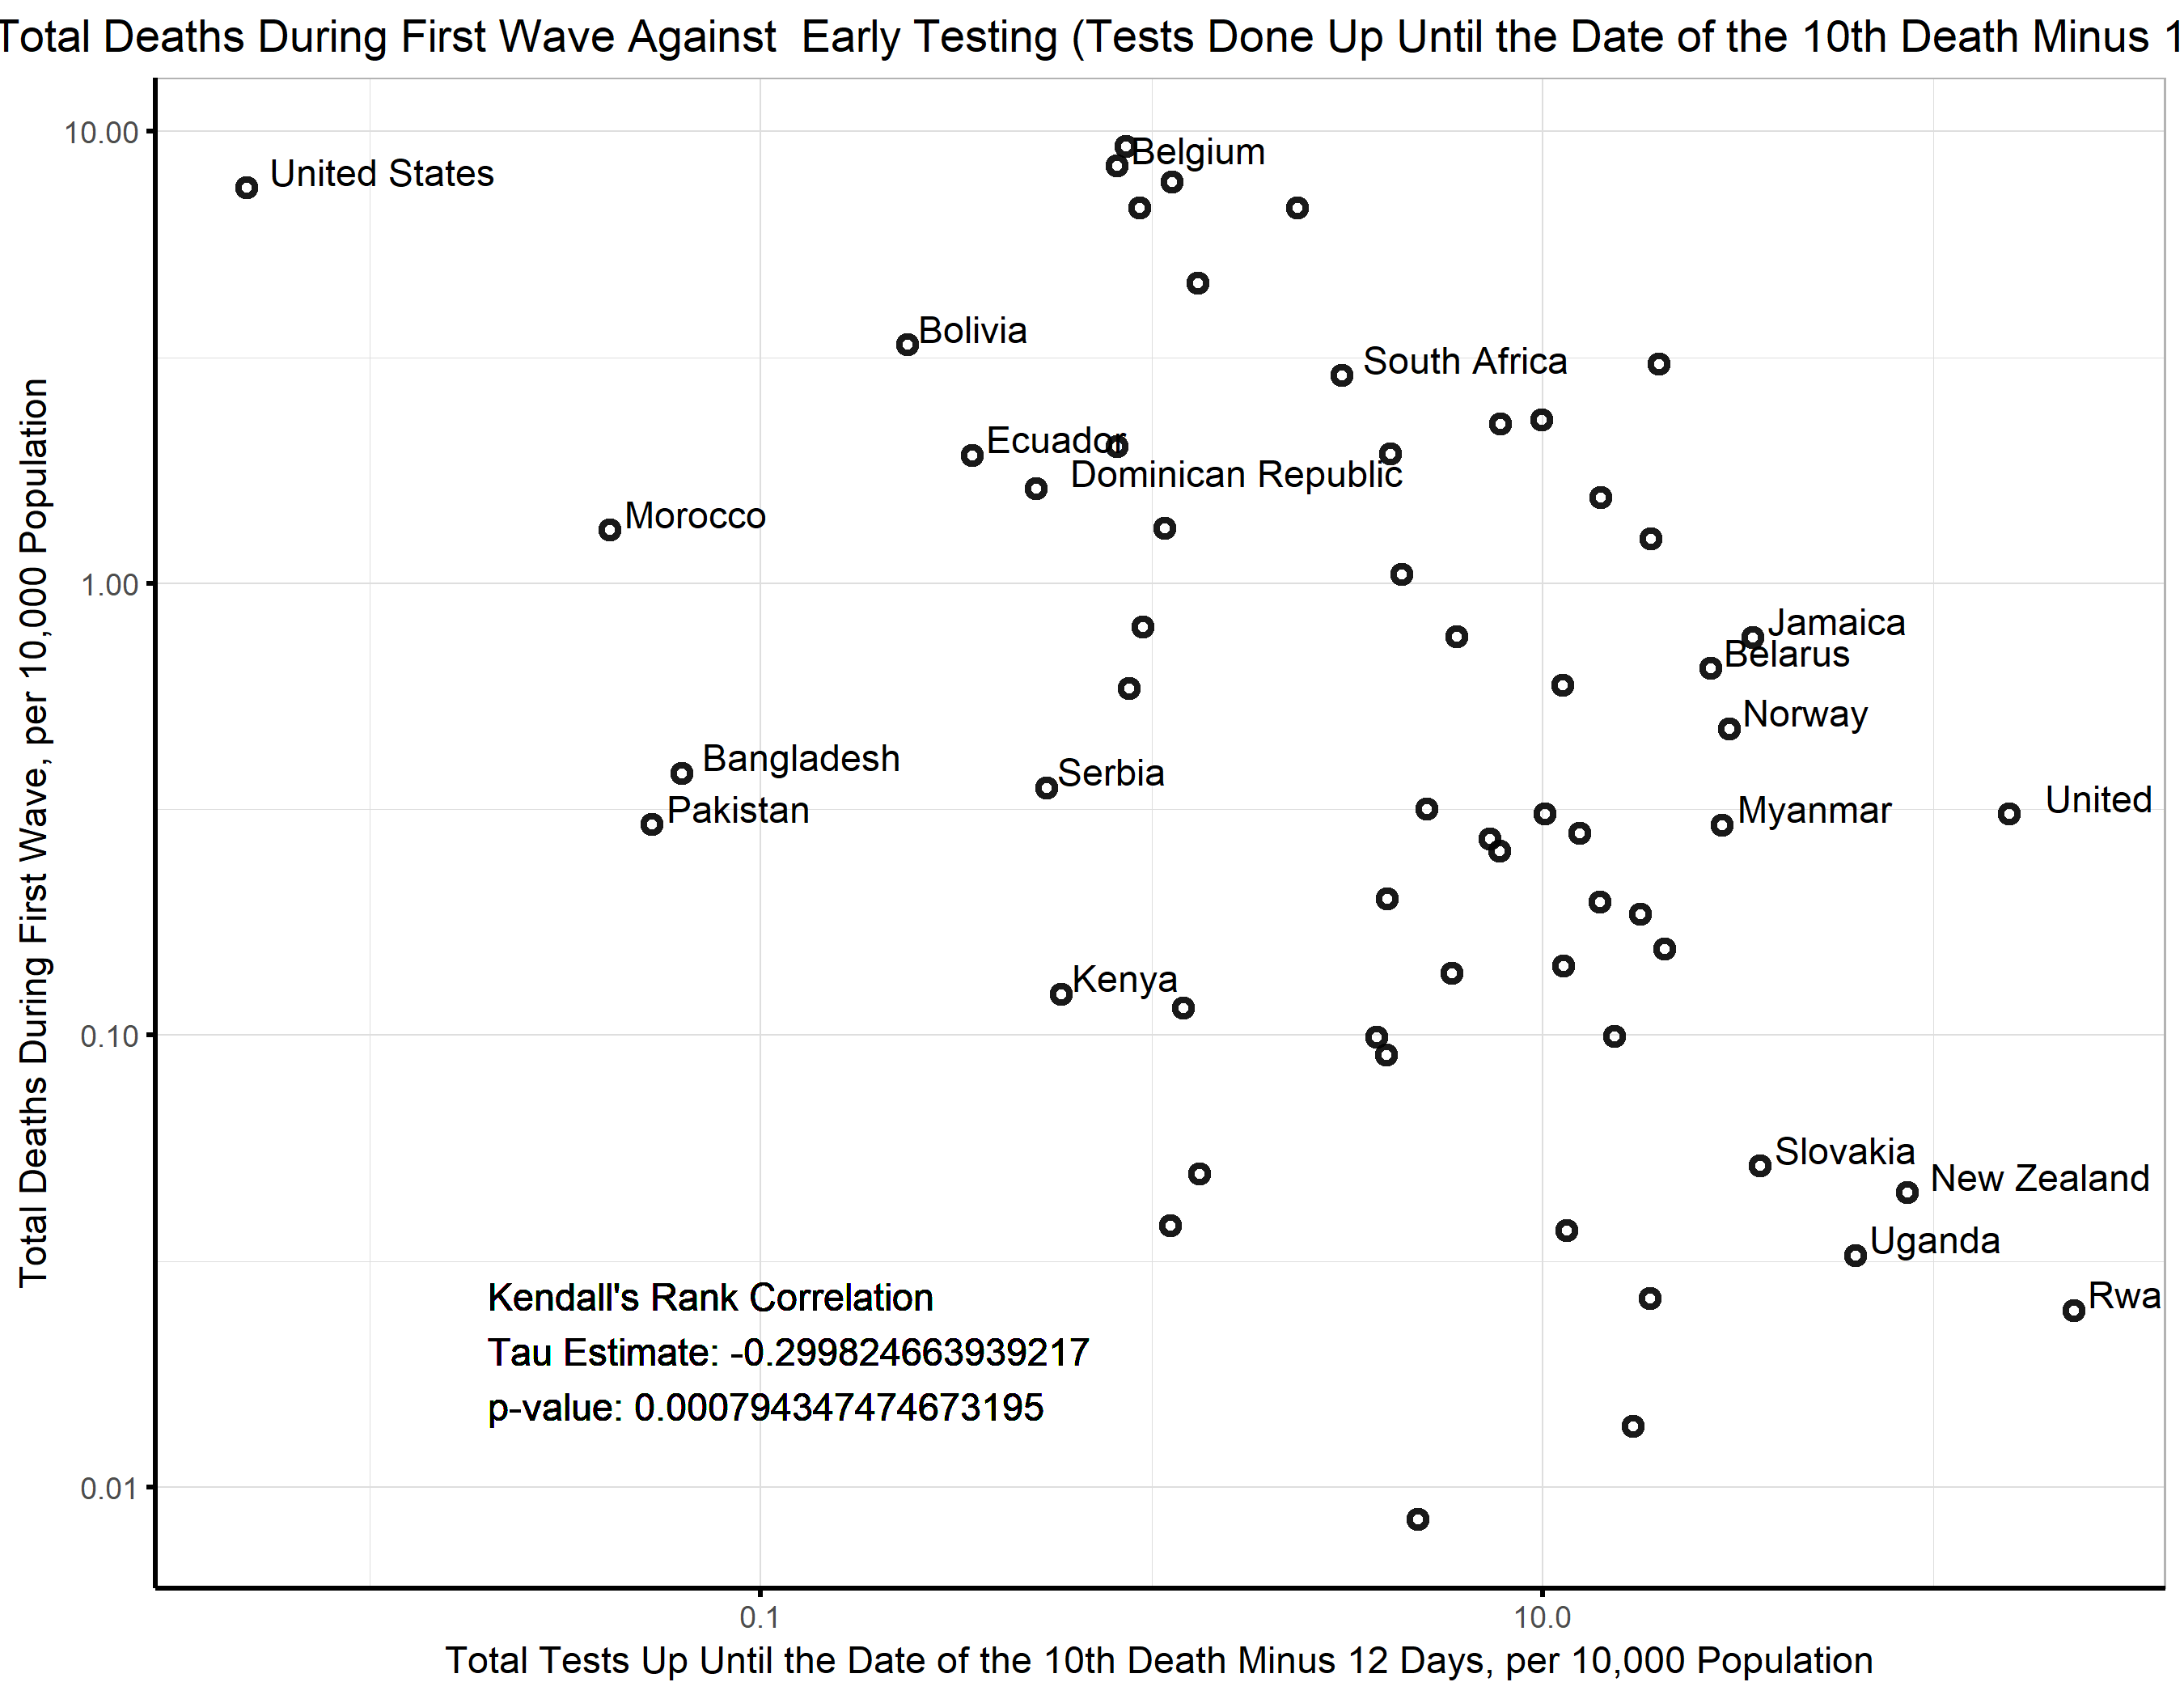 Total Deaths During First Wave Against  Early Testing (Tests Done Up Until the Date of the 10th Death Minus 1
10.00
United States
Belgium
Bolivia
South Africa
Ecuador
Dominican Republic
Morocco
1.00
Jamaica
Belarus
Norway
Bangladesh
Serbia
United
Pakistan
Myanmar
Kenya
0.10
Slovakia
New Zealand
Uganda
Rwa
Kendall's Rank Correlation
Tau Estimate: -0.299824663939217
p-value: 0.000794347474673195
0.01
0.1
10.0
Total Tests Up Until the Date of the 10th Death Minus 12 Days, per 10,000 Population
Total Deaths During First Wave, per 10,000 Population